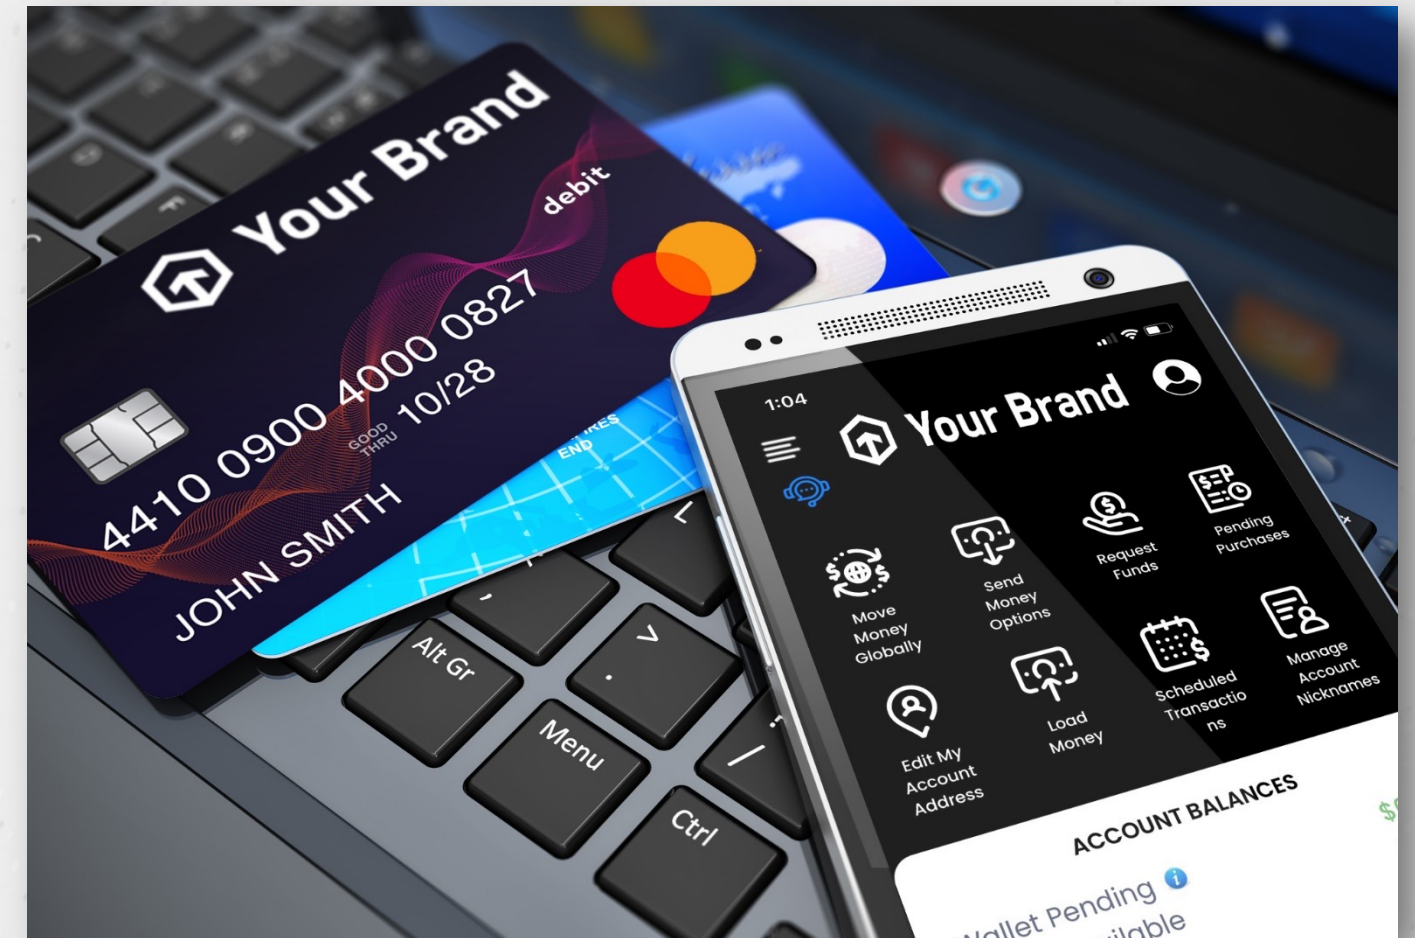 Your Brand
debit
4410 0900 4000 0827
GOOD
THRU
10/28
JOHN SMITH
END
1:04
Your Brand
Move
Money
Globally
Send
Money
Options
Request
Funds
Pending
Purchases
Edit My
Account
Address
Load
Money
Scheduled
Transactio
ns
Manage
Account
Nicknames
ACCOUNT BALANCES
Wallet Pending
L
Alt Gr
,
>
.
Menu
/
Ctrl